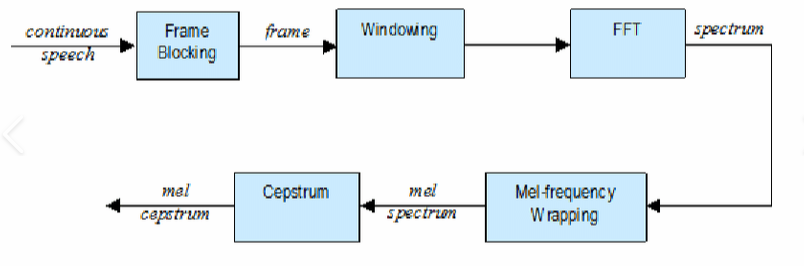 continuous
speech
Frame
Blocking
frame
Windowing
FFT
spectrum
mel
cepstrum
Cepstrum
mel
spectrum
Mel-frequency
Wrapping